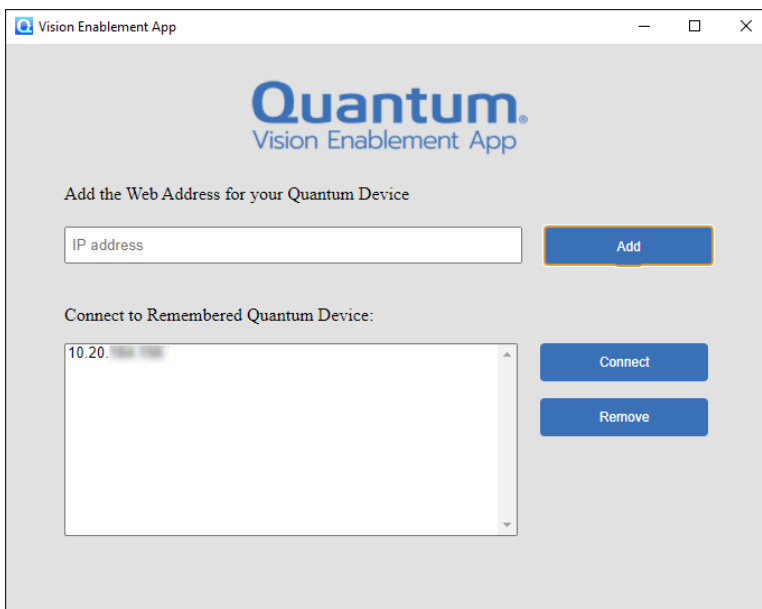 Vision Enablement App
Quantum®
Vision Enablement App
Add the Web Address for your Quantum Device
IP address
Add
Connect to Remembered Quantum Device:
10.20.
Connect
Remove